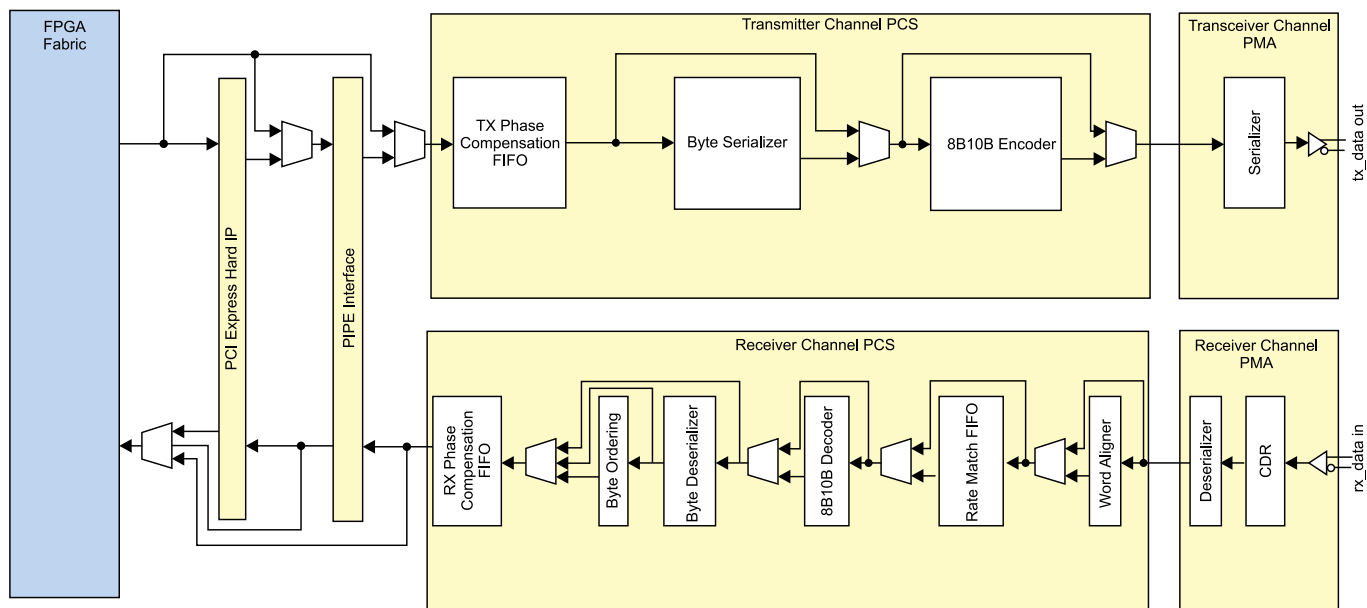 FPGA
Fabric
Transmitter Channel PCS
Transceiver Channel
PMA
TX Phase
Compensation
FIFO
Byte Serializer
8B10B Encoder
Serializer
tx_data out
PCI Express Hard IP
PIPE Interface
Receiver Channel PCS
Receiver Channel
PMA
RX Phase
Compensation
FIFO
Byte Ordering
Byte Deserializer
8B10B Decoder
Rate Match FIFO
Word Aligner
Deserializer
CDR
rx_data in